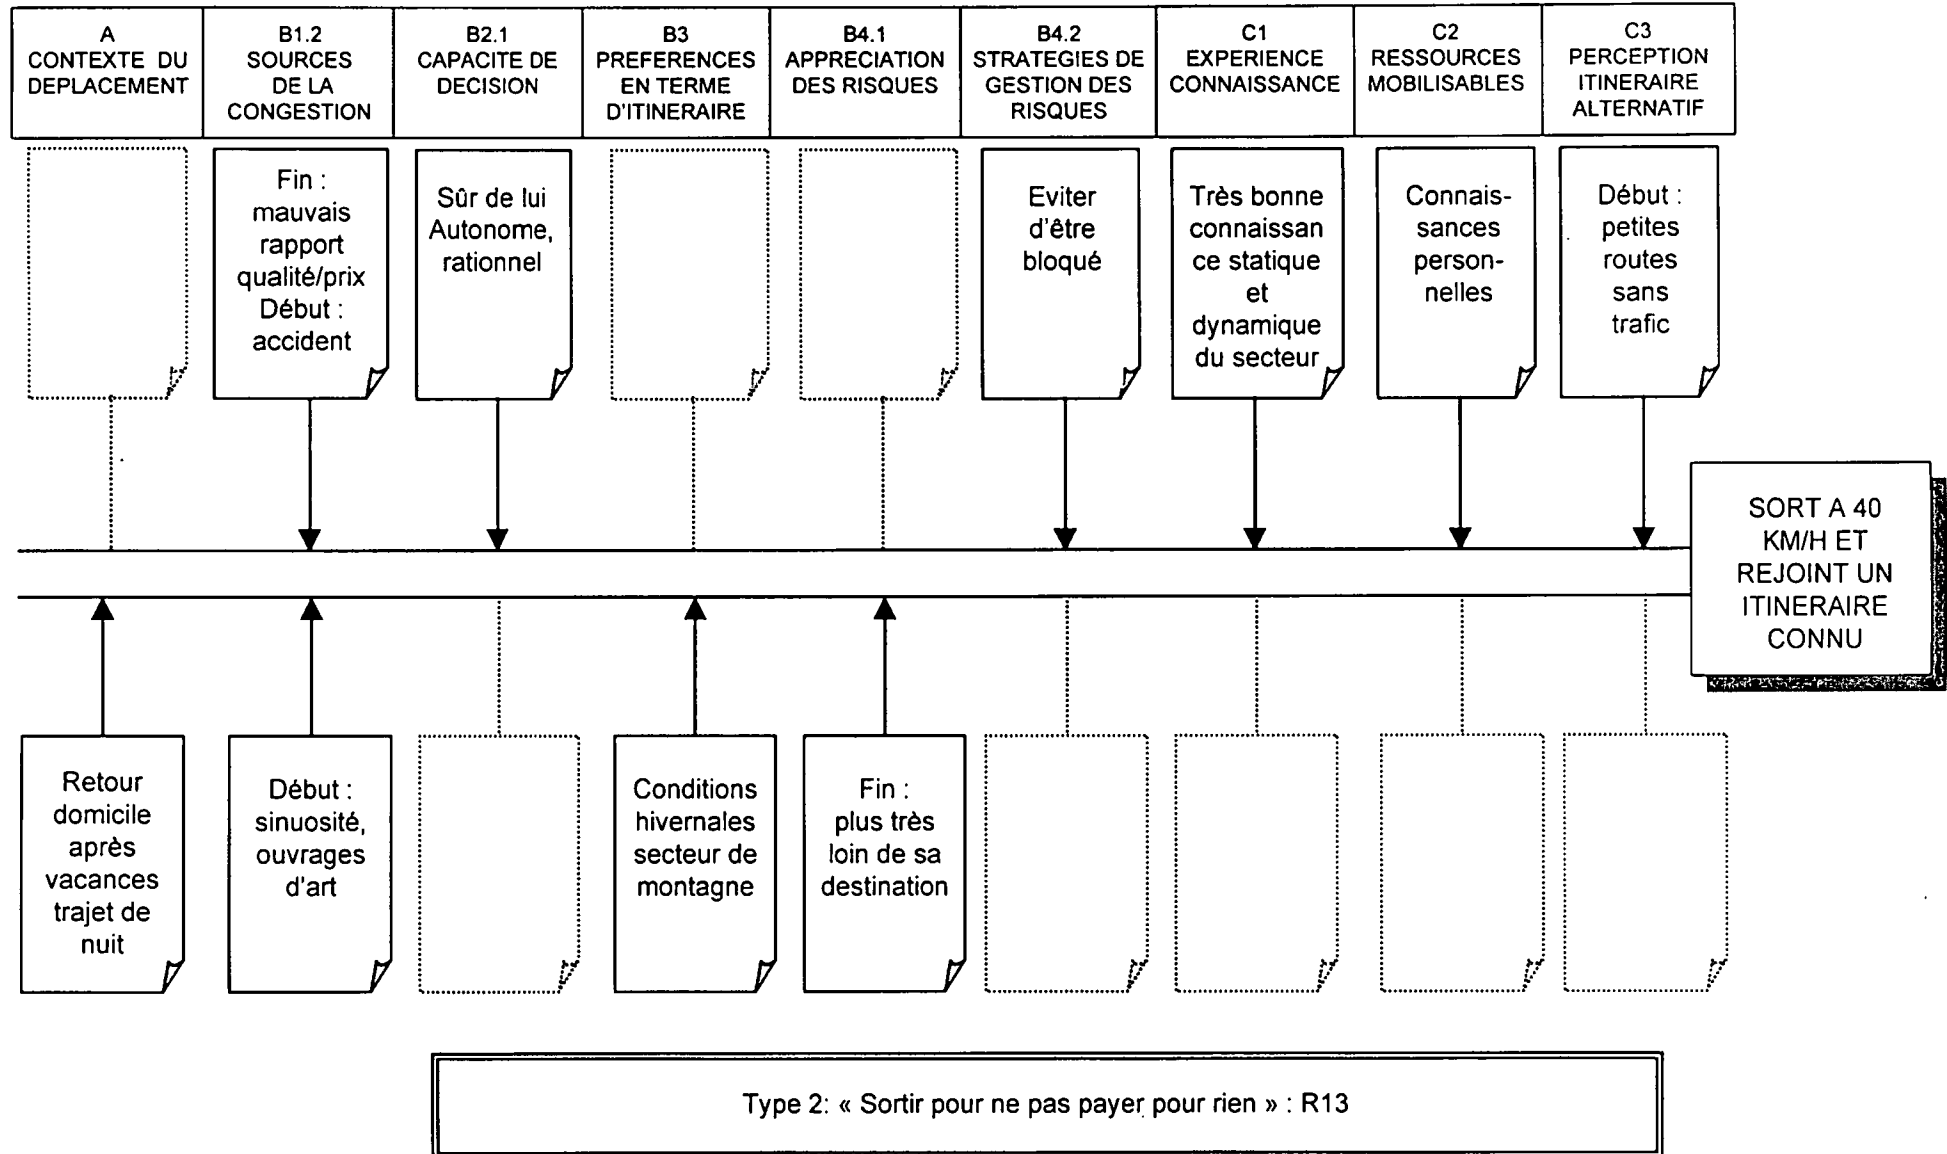 A
CONTEXTE DU
DEPLACEMENT
B1.2
SOURCES
DE LA
CONGESTION
B2.1
CAPACITE DE
DECISION
B3
PREFERENCES
EN TERME
D'ITINERAIRE
B4.1
APPRECIATION
DES RISQUES
B4.2
STRATEGIES DE
GESTION DES
RISQUES
C1
EXPERIENCE
CONNAISSANCE
C2
RESSOURCES
MOBILISABLES
C3
PERCEPTION
ITINERAIRE
ALTERNATIF
Fin :
mauvais
rapport
qualité/prix
Début :
accident
Sûr de lui
Autonome,
rationnel
Eviter
d'être
bloqué
Très bonne
connaissan
ce statique
et
dynamique
du secteur
Connais-
sances
person-
nelles
Début :
petites
routes
sans
trafic
SORT A 40
KM/H ET
REJOINT UN
ITINERAIRE
CONNU
Retour
domicile
après
vacances
trajet de
nuit
Début :
sinuosité,
ouvrages
d'art
Conditions
hivernales
secteur de
montagne
Fin :
plus très
loin de sa
destination
Type 2: « Sortir pour ne pas payer pour rien » : R13